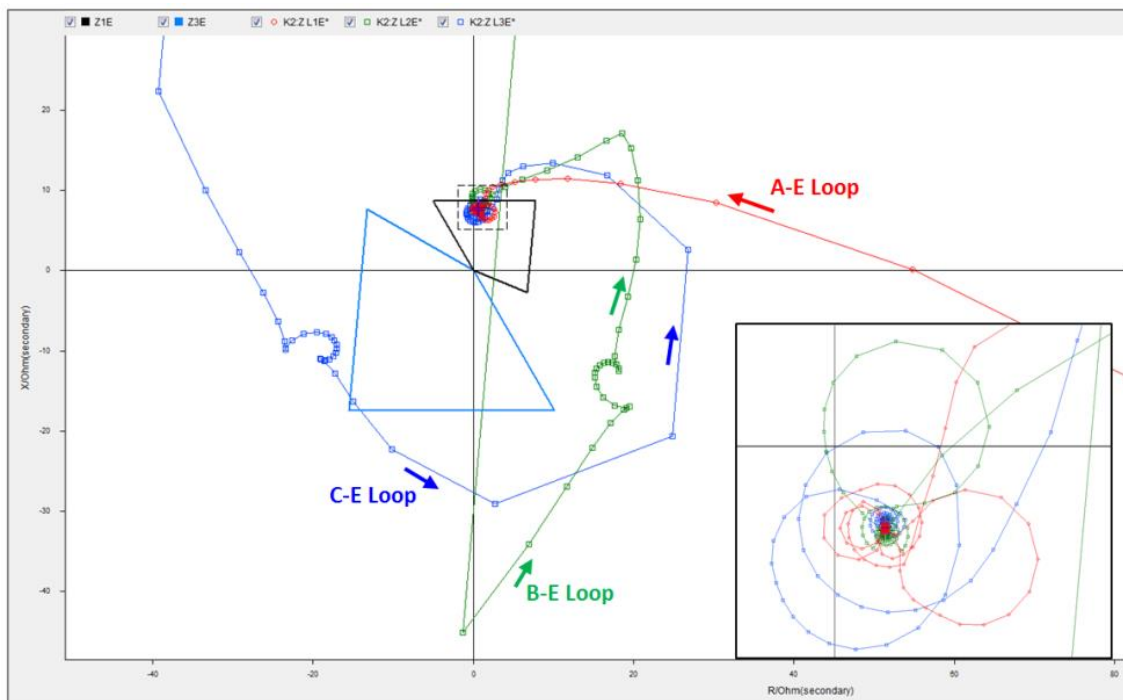 Z1E Z3E K2:Z L1E* K2:Z L2E* K2:Z L3E*
20
10
0
-10
-20
-30
-40
X/Ohm(secondary)
A-E Loop
C-E Loop
B-E Loop
-40 -20 0 20 40 60 80
R/Ohm(secondary)